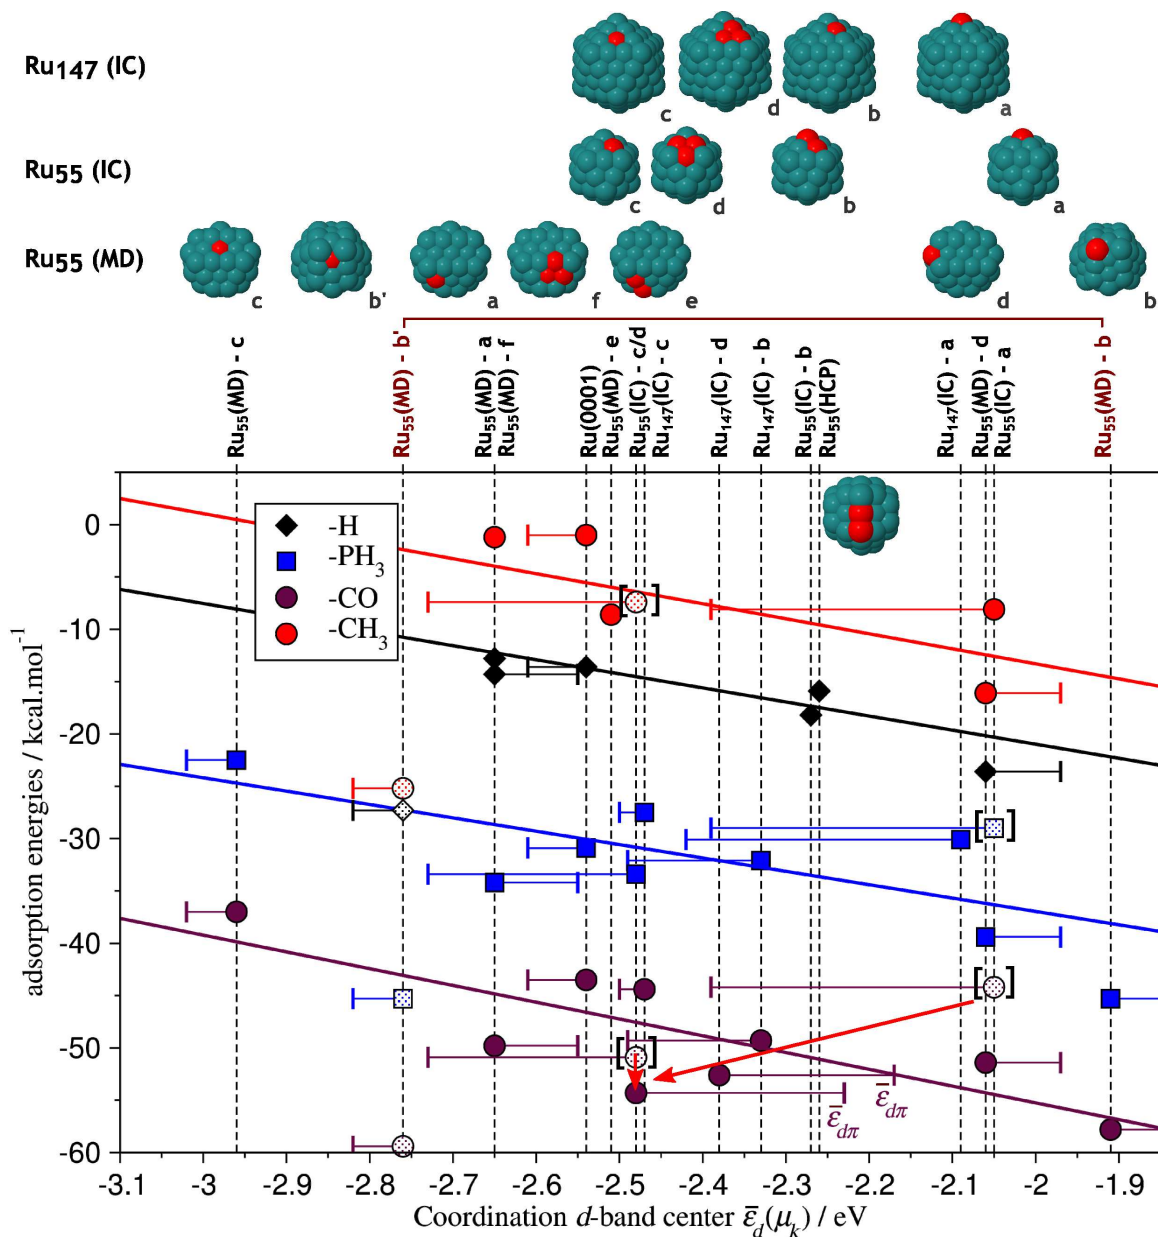 Ru147 (IC)
c
d
b
a
Ru55 (IC)
c
d
b
a
Ru55 (MD)
c
b'
a
f
e
d
b
Ru55(MD) - c
Ru55(MD) - b'
Ru55(MD) - a
Ru55(MD) - f
Ru(0001)
Ru55(MD) - e
Ru55(IC) - c/d
Ru147(IC) - c
Ru147(IC) - d
Ru147(IC) - b
Ru55(IC) - b
Ru55(HCP)
Ru147(IC) - a
Ru55(MD) - d
Ru55(IC) - a
Ru55(MD) - b
-H
-PH3
-CO
-CH3
0
-10
-20
-30
-40
-50
-60
adsorption energies / kcal.mol⁻¹
[ ]
[ ]
[ ]
[ ]
ε̄dπ
ε̄dπ
-3.1 -3 -2.9 -2.8 -2.7 -2.6 -2.5 -2.4 -2.3 -2.2 -2.1 -2 -1.9
Coordination d-band center ε̄d(μk) / eV